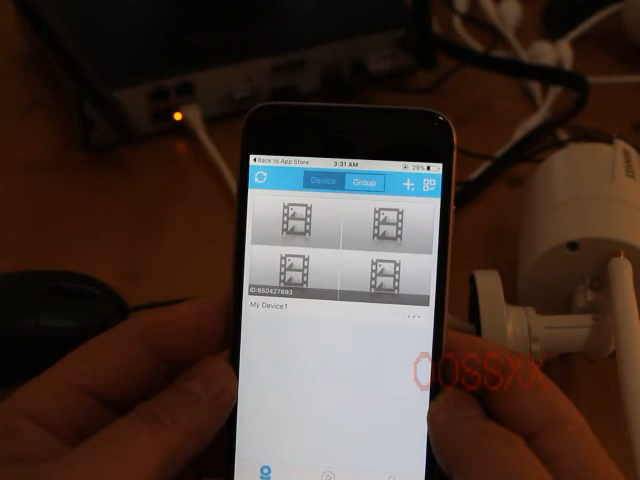 Back to App Store
3:31 AM
29%
Device
Group
ID:650427693
My Device1
OOSSXX